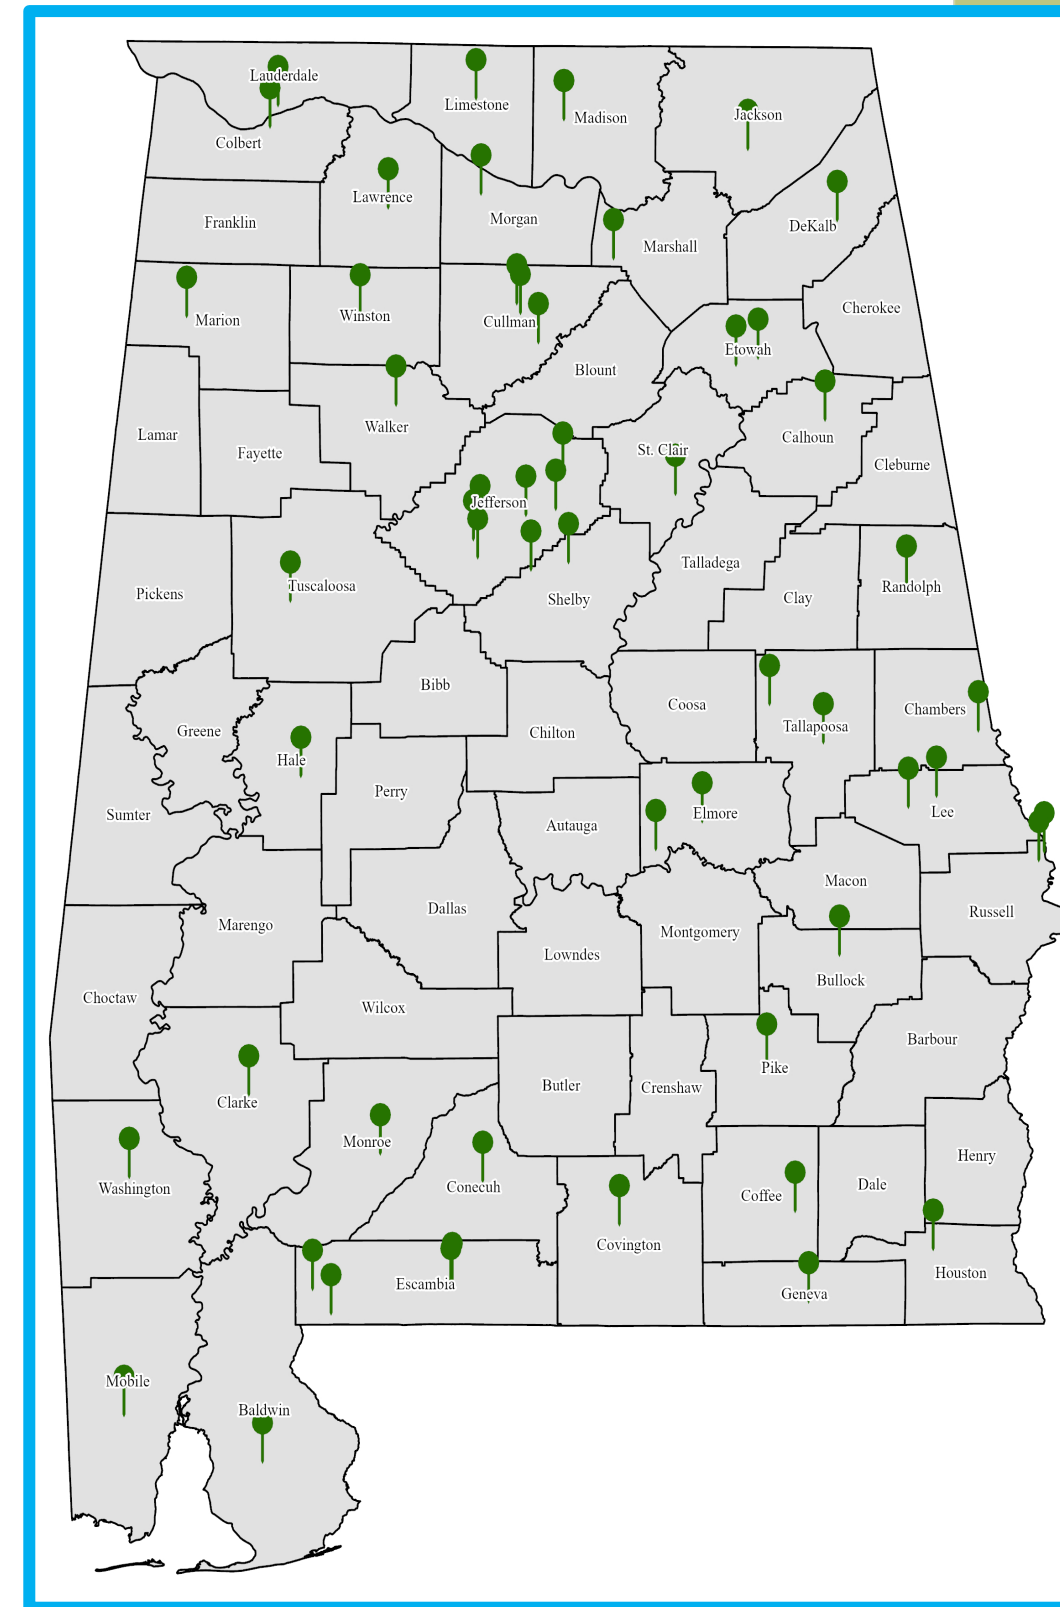 Lauderdale
Limestone
Madison
Jackson
Colbert
Lawrence
Franklin
Morgan
DeKalb
Marshall
Marion
Winston
Cullman
Cherokee
Etowah
Blount
Lamar
Walker
Calhoun
Fayette
St. Clair
Cleburne
Jefferson
Talladega
Pickens
Tuscaloosa
Shelby
Clay
Randolph
Bibb
Greene
Coosa
Chambers
Hale
Chilton
Tallapoosa
Perry
Sumter
Autauga
Elmore
Lee
Macon
Dallas
Russell
Marengo
Montgomery
Lowndes
Bullock
Choctaw
Wilcox
Barbour
Clarke
Butler
Crenshaw
Pike
Monroe
Henry
Washington
Conecuh
Coffee
Dale
Covington
Escambia
Geneva
Houston
Mobile
Baldwin